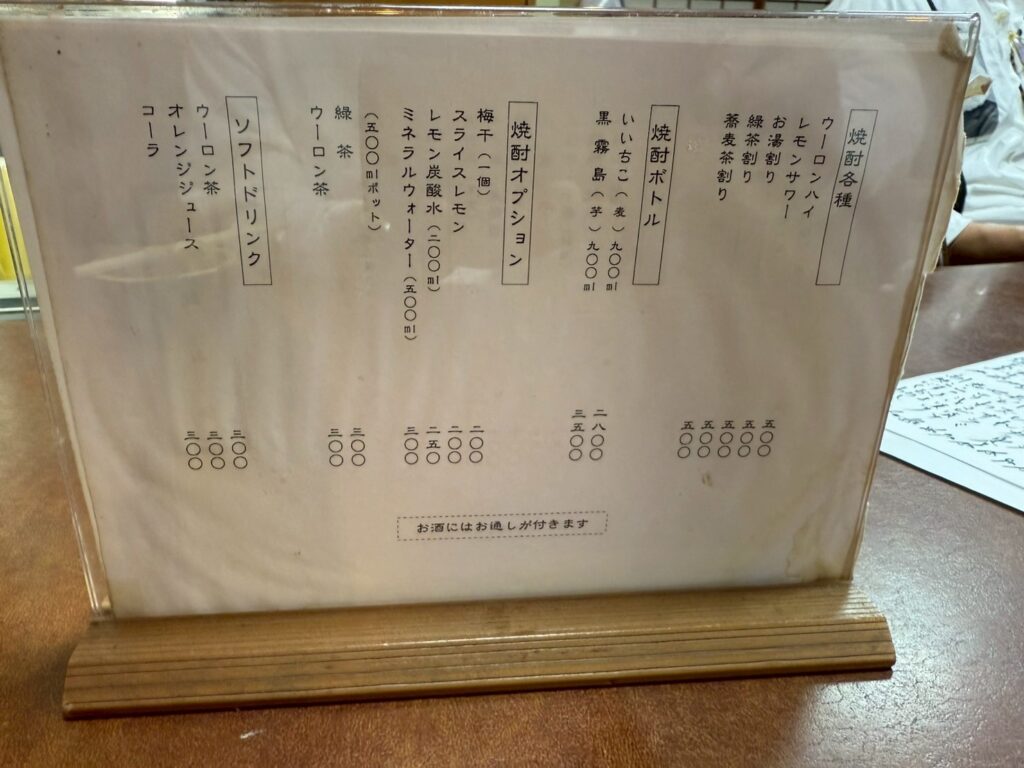 焼酎各種
ウーロンハイ 五〇〇
レモンサワー 五〇〇
お湯割り 五〇〇
緑茶割り 五〇〇
蕎麦茶割り 五〇〇
焼酎ボトル
いいちこ(麦)九〇〇ml 二八〇〇
黒霧島(芋)九〇〇ml 三五〇〇
焼酎オプション
梅干(一個) 二〇〇
スライスレモン 二〇〇
レモン炭酸水(二〇〇ml) 二五〇
ミネラルウォーター(五〇〇ml) 三〇〇
(五〇〇mlポット)
緑茶 三〇〇
ウーロン茶 三〇〇
ソフトドリンク
ウーロン茶 三〇〇
オレンジジュース 三〇〇
コーラ 三〇〇
お酒にはお通しが付きます